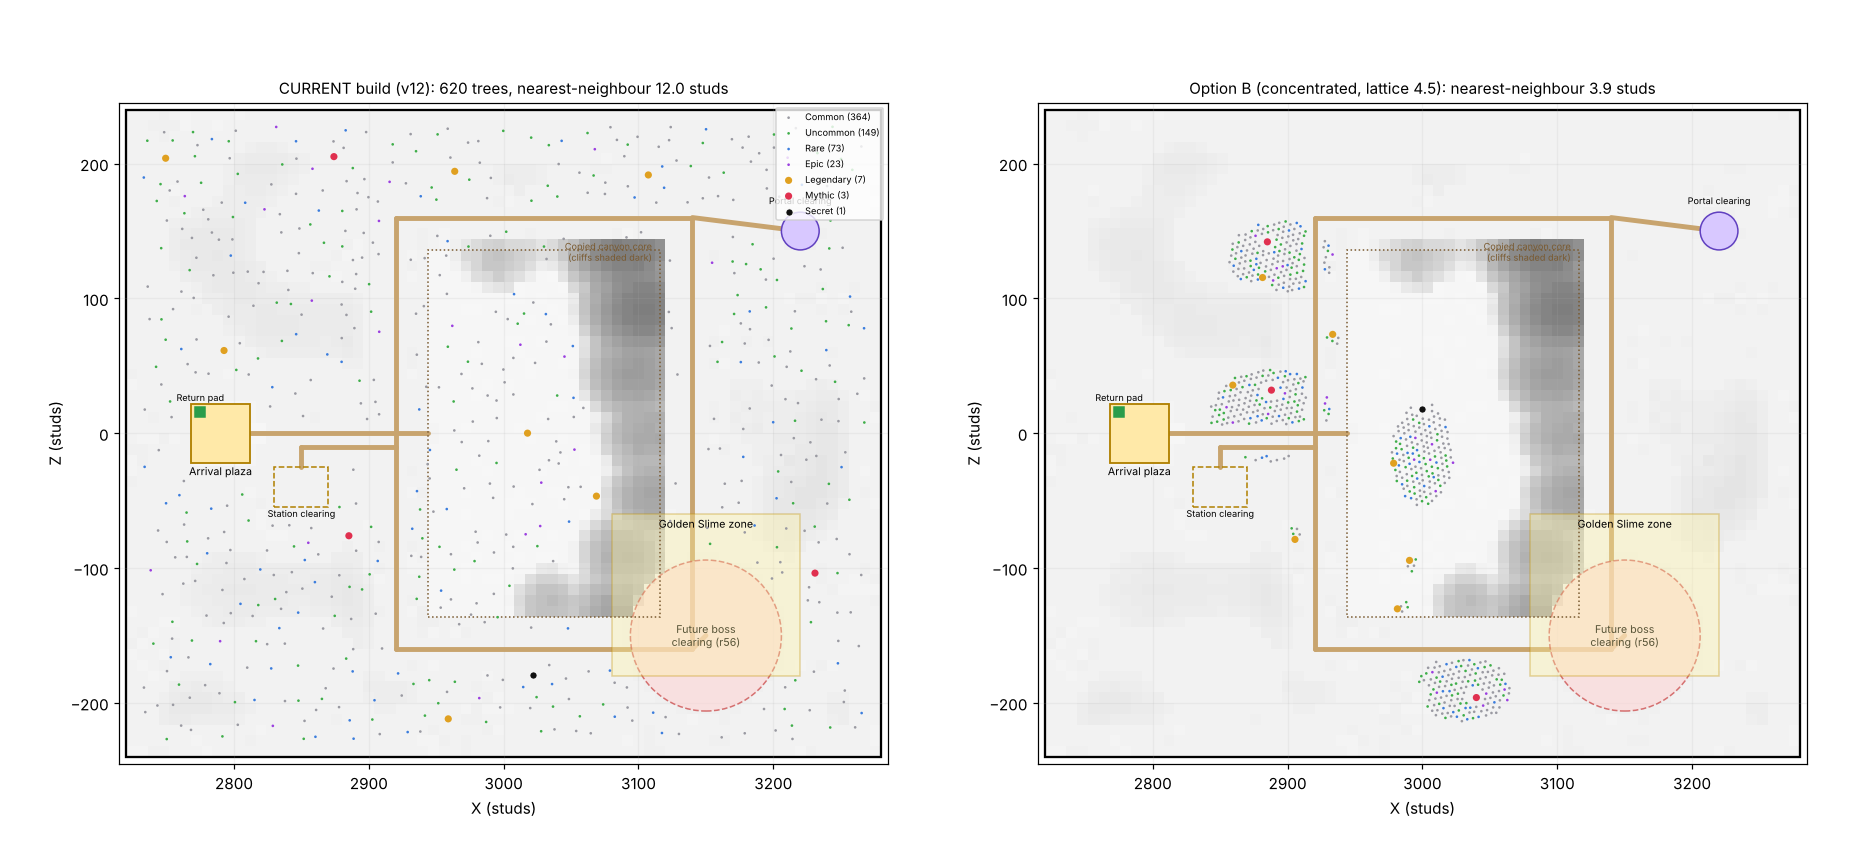 CURRENT build (v12): 620 trees, nearest-neighbour 12.0 studs
Common (364)
Uncommon (149)
Rare (73)
Epic (23)
Legendary (7)
Mythic (3)
Secret (1)
Portal clearing
Copied canyon core
(cliffs shaded dark)
Return pad
Arrival plaza
Station clearing
Golden Slime zone
Future boss
clearing (r56)
200
100
0
−100
−200
Z (studs)
2800
2900
3000
3100
3200
X (studs)
Option B (concentrated, lattice 4.5): nearest-neighbour 3.9 studs
Portal clearing
Copied canyon core
(cliffs shaded dark)
Return pad
Arrival plaza
Station clearing
Golden Slime zone
Future boss
clearing (r56)
200
100
0
−100
−200
Z (studs)
2800
2900
3000
3100
3200
X (studs)